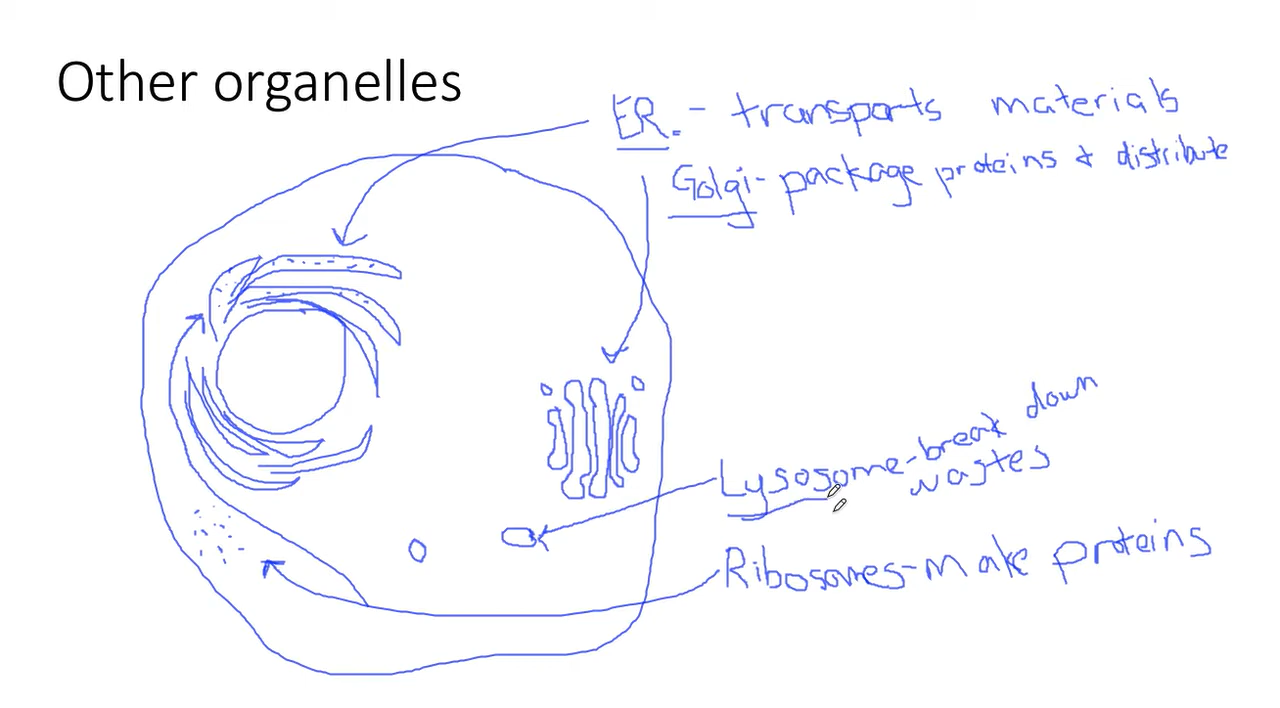 Other organelles
ER. - transports materials
Golgi - package proteins & distribute
Lysosome - break down
wastes
Ribosomes - make proteins